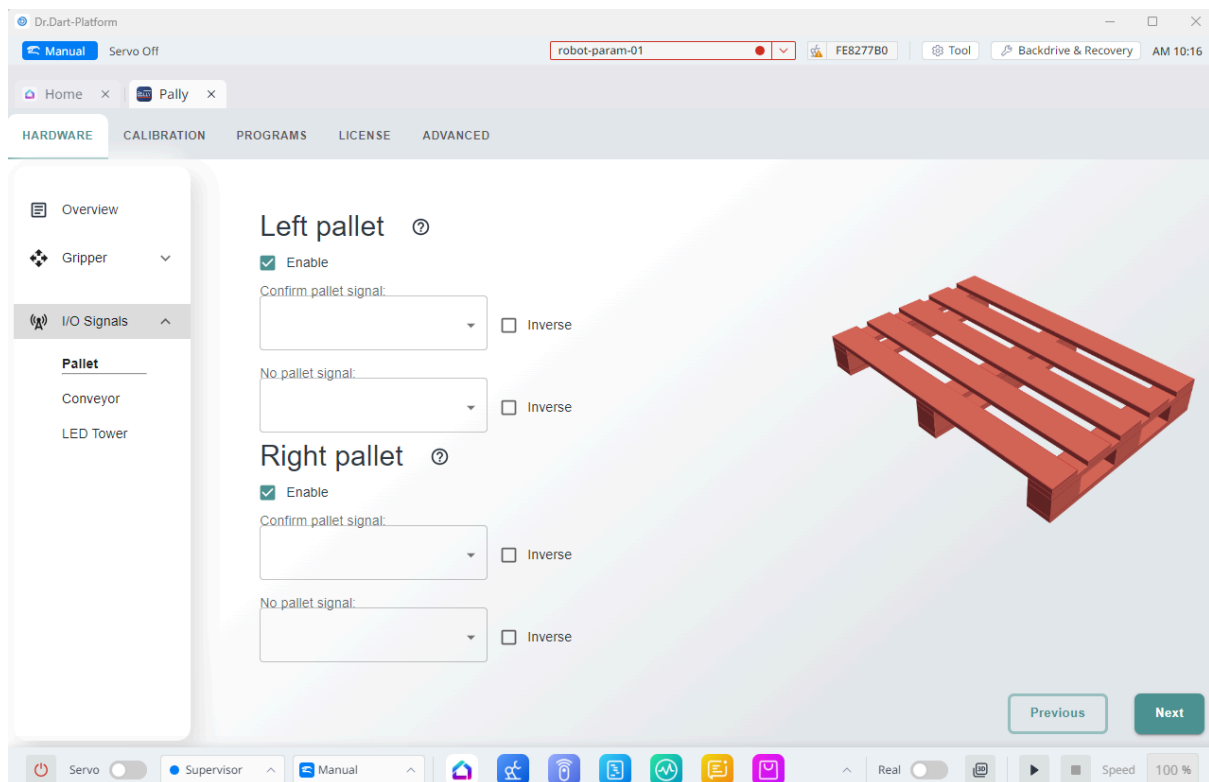 Dr.Dart-Platform
Manual Servo Off robot-param-01 FE8277B0 Tool Backdrive & Recovery AM 10:16
Home Pally
HARDWARE CALIBRATION PROGRAMS LICENSE ADVANCED
Overview
Gripper
I/O Signals
Pallet
Conveyor
LED Tower
Left pallet
Enable
Confirm pallet signal:
Inverse
No pallet signal:
Inverse
Right pallet
Enable
Confirm pallet signal:
Inverse
No pallet signal:
Inverse
Previous Next
Servo Supervisor Manual Real 3D Speed 100 %